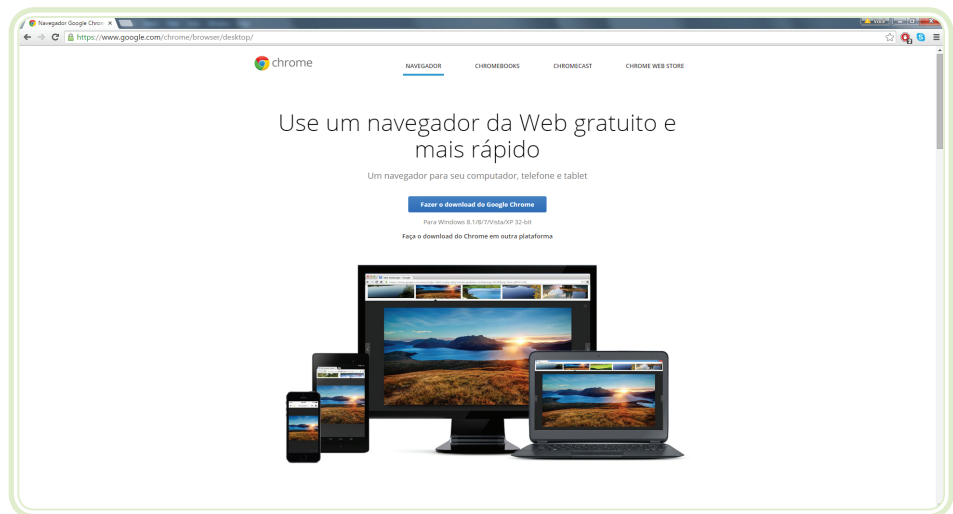 Navegador Google Chrom
https://www.google.com/chrome/browser/desktop/
chrome
NAVEGADOR CHROMEBOOKS CHROMECAST CHROME WEB STORE
Use um navegador da Web gratuito e
mais rápido
Um navegador para seu computador, telefone e tablet
Fazer o download do Google Chrome
Para Windows 8.1/8/7/Vista/XP 32-bit
Faça o download do Chrome em outra plataforma